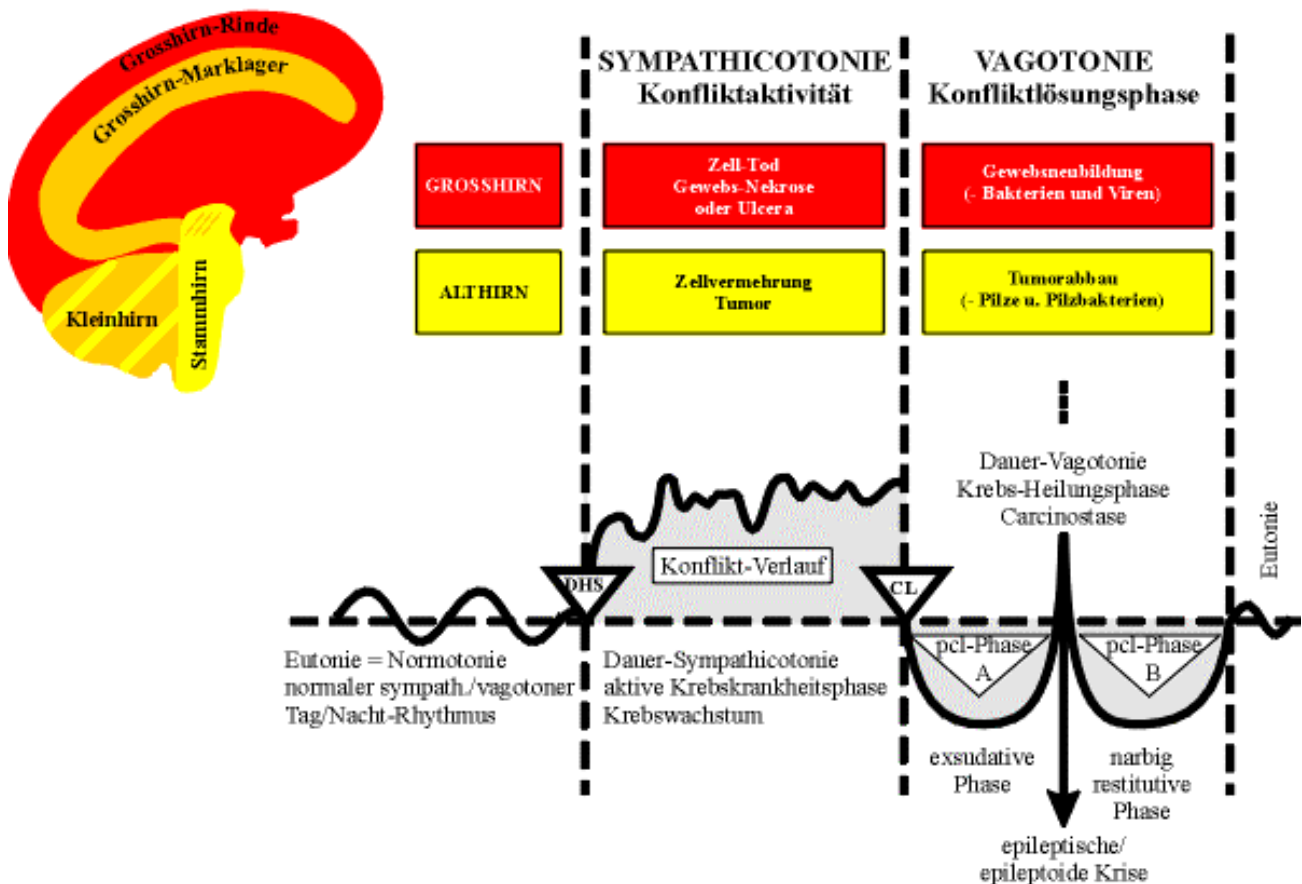 Grosshirn-Rinde
Grosshirn-Marklager
Kleinhirn
Stammhirn
SYMPATHICOTONIE
Konfliktaktivität
VAGOTONIE
Konfliktlösungsphase
GROSSHIRN
Zell-Tod
Gewebs-Nekrose
oder Ulcera
Gewebsneubildung
(- Bakterien und Viren)
ALTHIRN
Zellvermehrung
Tumor
Tumorabbau
(- Pilze u. Pilzbakterien)
Dauer-Vagotonie
Krebs-Heilungsphase
Carcinostase
Eutonie
DHS
Konflikt-Verlauf
CL
Eutonie = Normotonie
normaler sympath./vagotoner
Tag/Nacht-Rhythmus
Dauer-Sympathicotonie
aktive Krebskrankheitsphase
Krebswachstum
pcl-Phase
A
pcl-Phase
B
exsudative
Phase
narbig
restitutive
Phase
epileptische/
epileptoide Krise